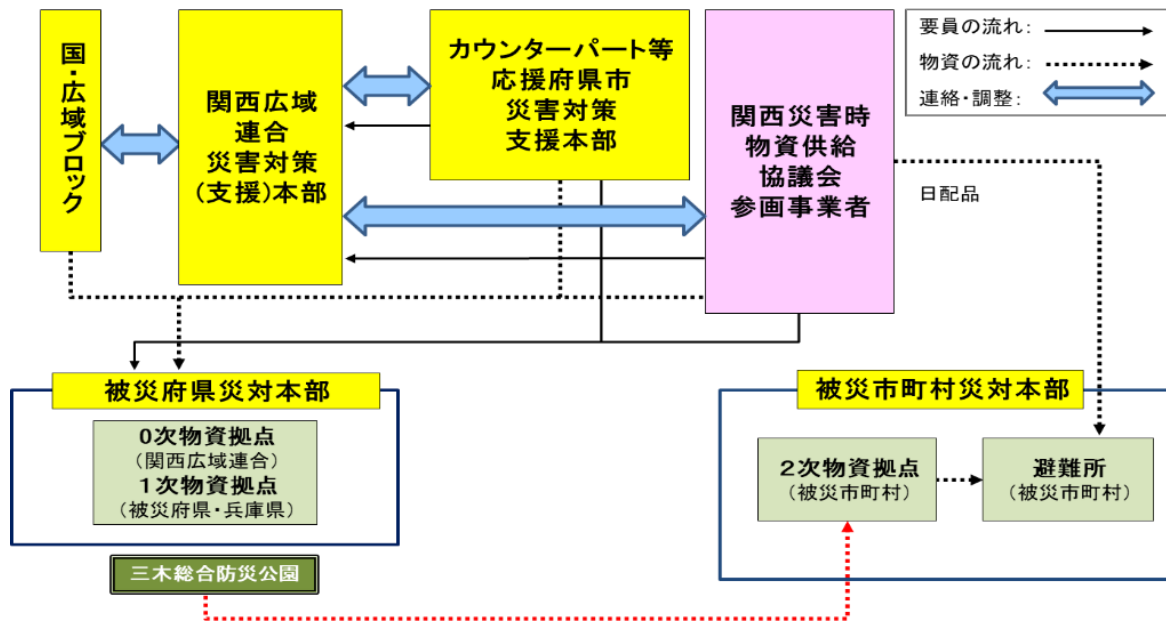 国・広域ブロック
関西広域
連合
災害対策
(支援)本部
カウンターパート等
応援府県市
災害対策
支援本部
関西災害時
物資供給
協議会
参画事業者
要員の流れ:
物資の流れ:
連絡・調整:
日配品
被災府県災対本部
0次物資拠点
(関西広域連合)
1次物資拠点
(被災府県・兵庫県)
三木総合防災公園
被災市町村災対本部
2次物資拠点
(被災市町村)
避難所
(被災市町村)